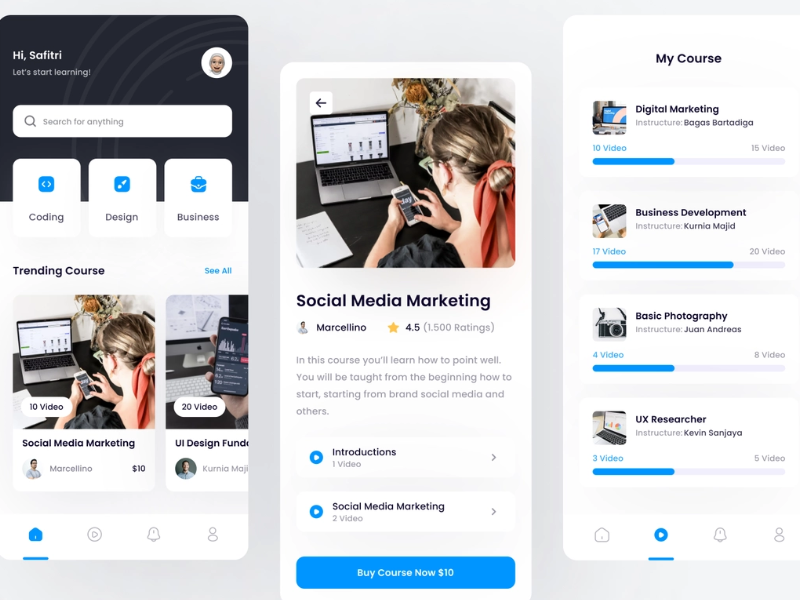 Hi, Safitri
Let's start learning!
Search for anything
Coding
Design
Business
Trending Course
See All
10 Video
Social Media Marketing
Marcellino
$10
20 Video
UI Design Fund
Kurnia Maji
Social Media Marketing
Marcellino
4.5 (1.500 Ratings)
In this course you'll learn how to point well.
You will be taught from the beginning how to
start, starting from brand social media and
others.
Introductions
1 Video
Social Media Marketing
2 Video
Buy Course Now $10
My Course
Digital Marketing
Instructure: Bagas Bartadiga
10 Video
15 Video
Business Development
Instructure: Kurnia Majid
17 Video
20 Video
Basic Photography
Instructure: Juan Andreas
4 Video
8 Video
UX Researcher
Instructure: Kevin Sanjaya
3 Video
5 Video